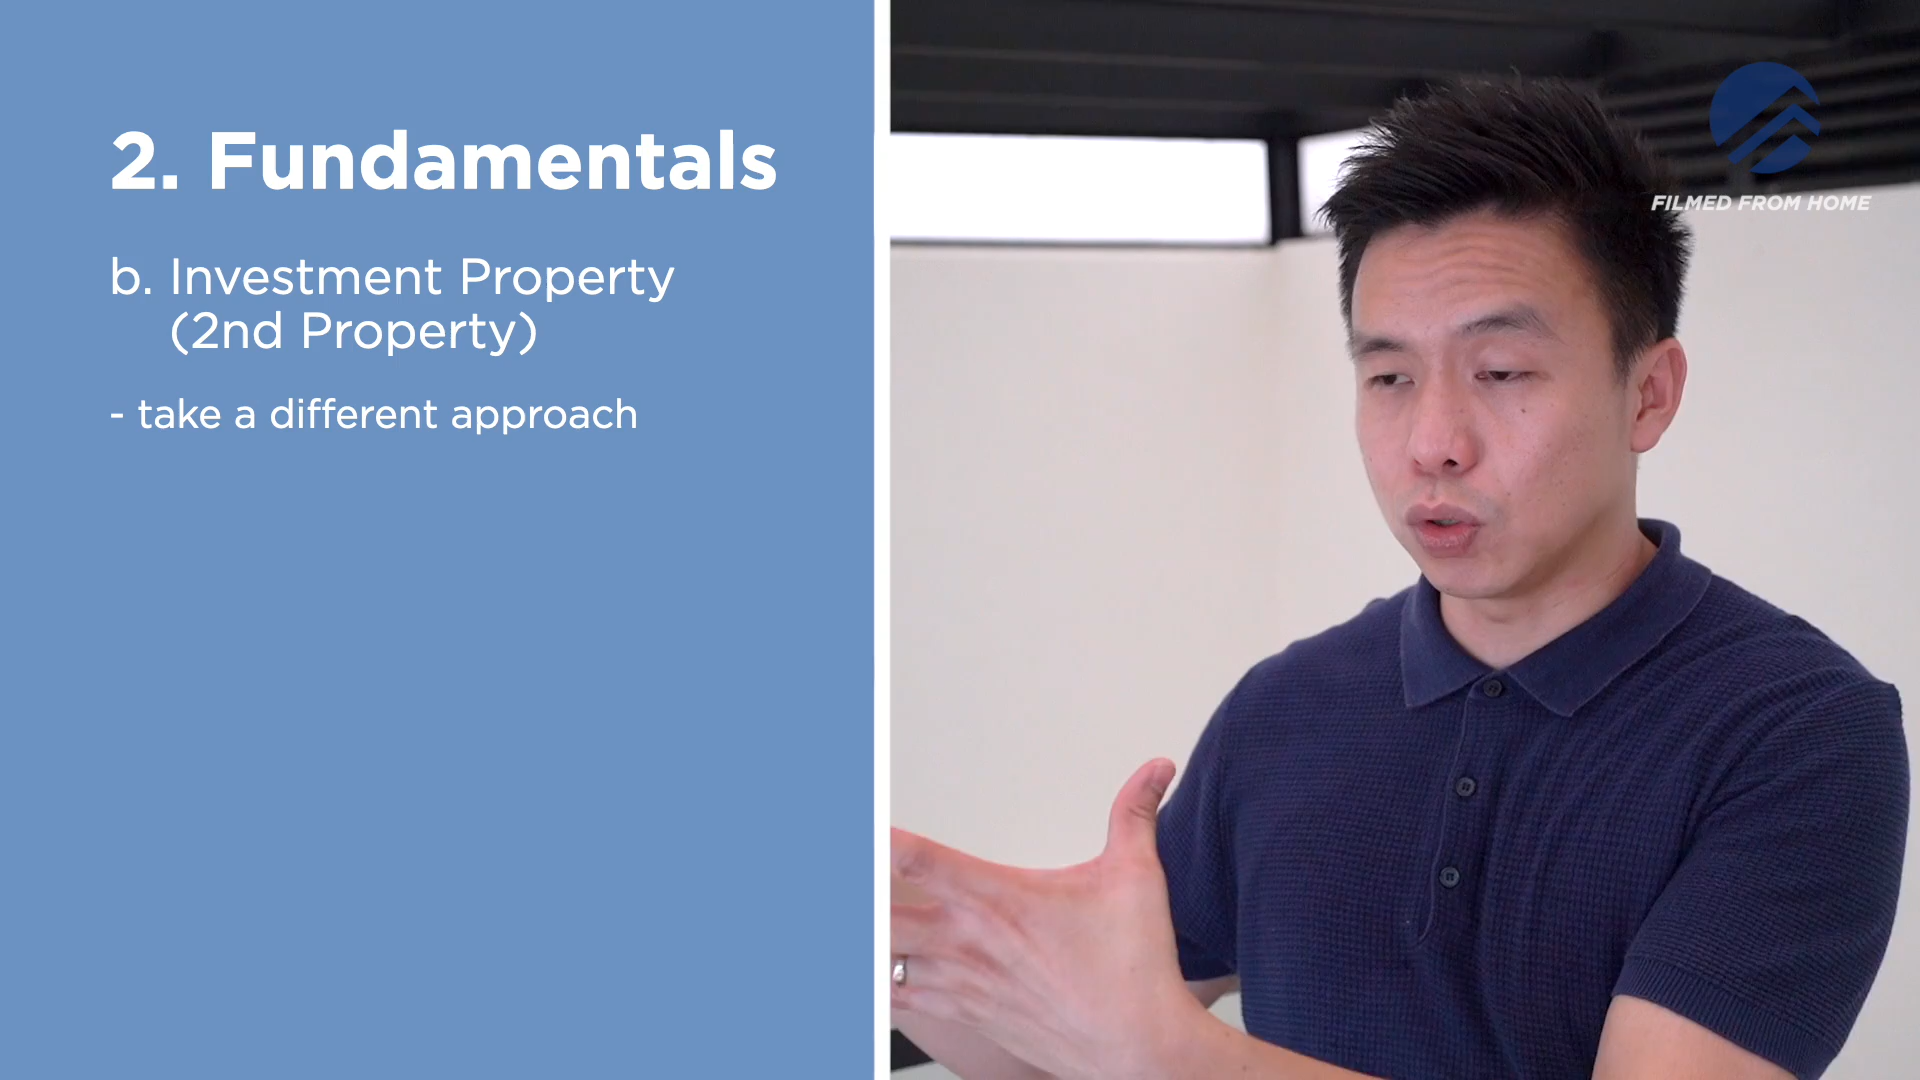 2. Fundamentals
b. Investment Property
(2nd Property)
- take a different approach
FILMED FROM HOME